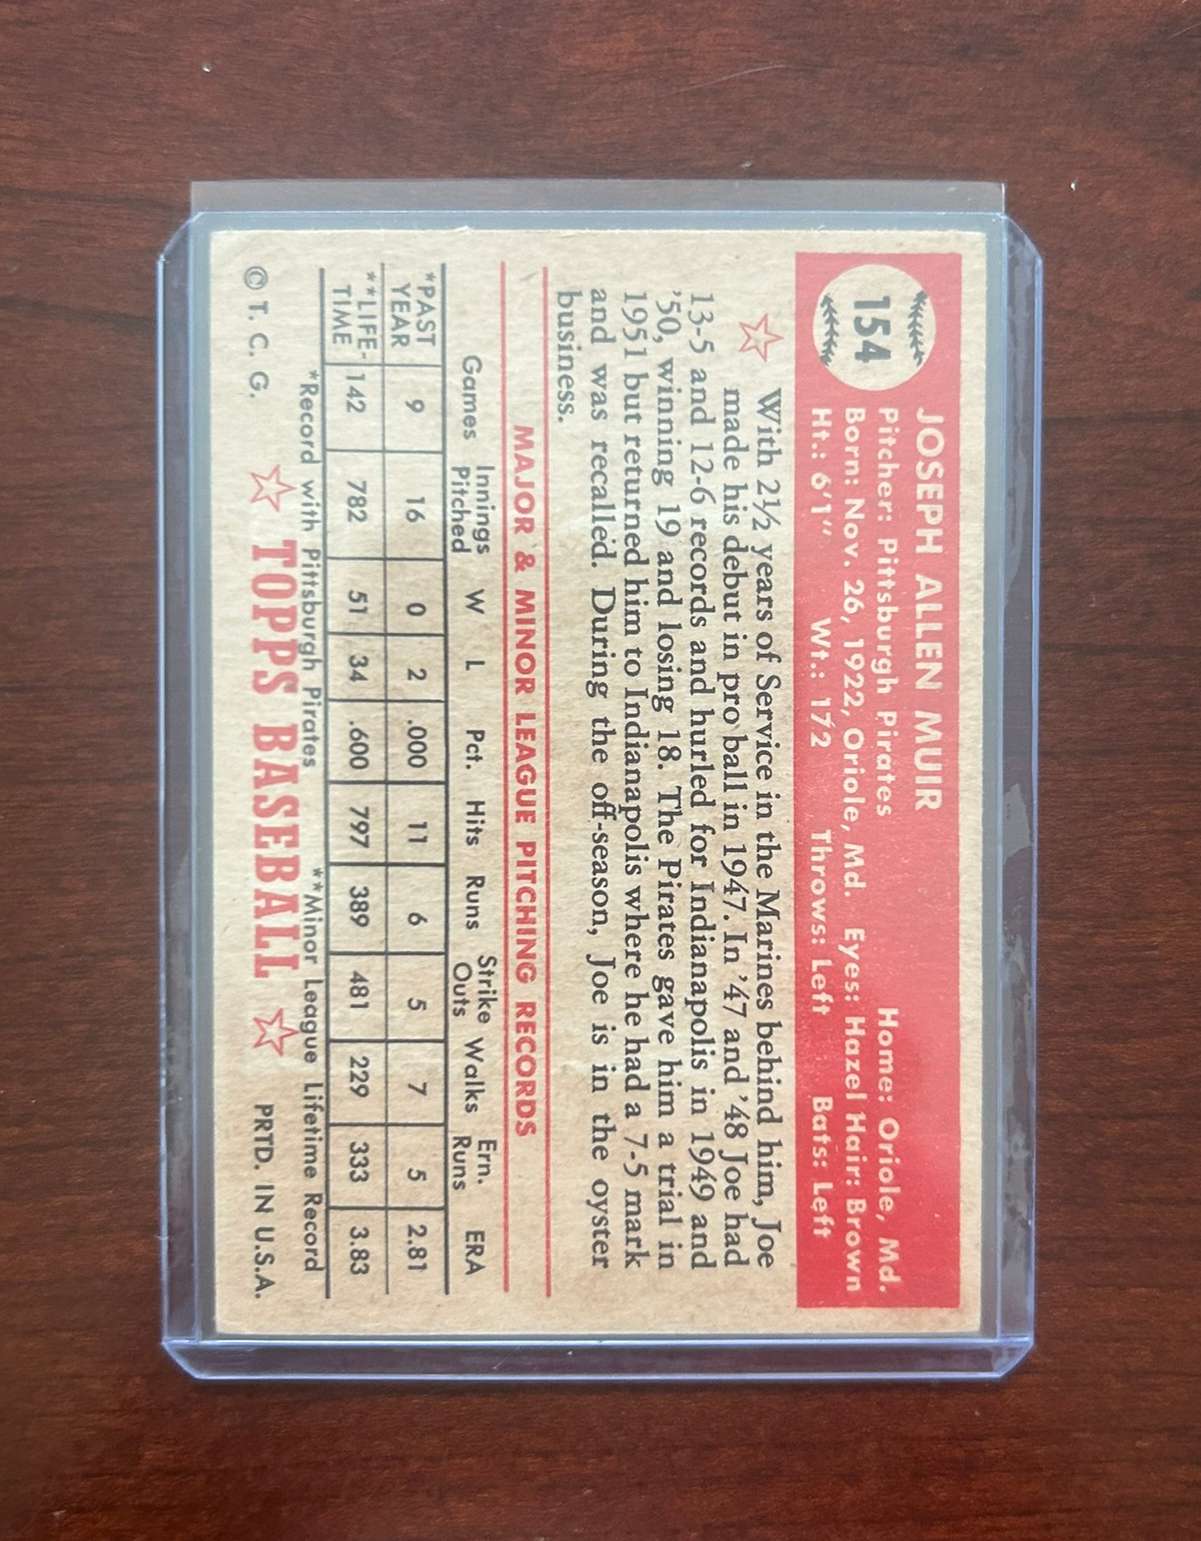 154
JOSEPH ALLEN MUIR
Pitcher: Pittsburgh Pirates Home: Oriole, Md.
Born: Nov. 26, 1922, Oriole, Md. Eyes: Hazel Hair: Brown
Ht.: 6'1" Wt.: 172 Throws: Left Bats: Left
With 2½ years of Service in the Marines behind him, Joe
made his debut in pro ball in 1947. In '47 and '48 Joe had
13-5 and 12-6 records and hurled for Indianapolis in 1949 and
'50, winning 19 and losing 18. The Pirates gave him a trial in
1951 but returned him to Indianapolis where he had a 7-5 mark
and was recalled. During the off-season, Joe is in the oyster
business.
MAJOR & MINOR LEAGUE PITCHING RECORDS
Games Innings Pitched W L Pct. Hits Runs Strike Outs Walks Ern. Runs ERA
*PAST YEAR 9 16 0 2 .000 11 6 5 7 5 2.81
**LIFE-TIME 142 782 51 34 .600 797 389 481 229 333 3.83
*Record with Pittsburgh Pirates **Minor League Lifetime Record
© T. C. G. TOPPS BASEBALL PRTD. IN U.S.A.